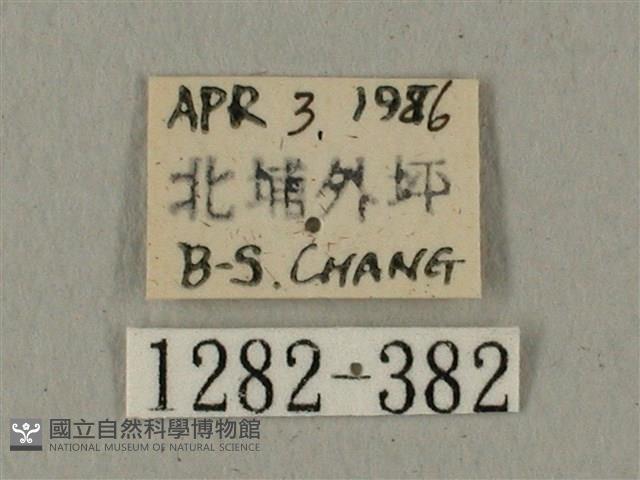 APR 3. 1986
北埔外坪
B-S. CHANG
1282-382
國立自然科學博物館
NATIONAL MUSEUM OF NATURAL SCIENCE